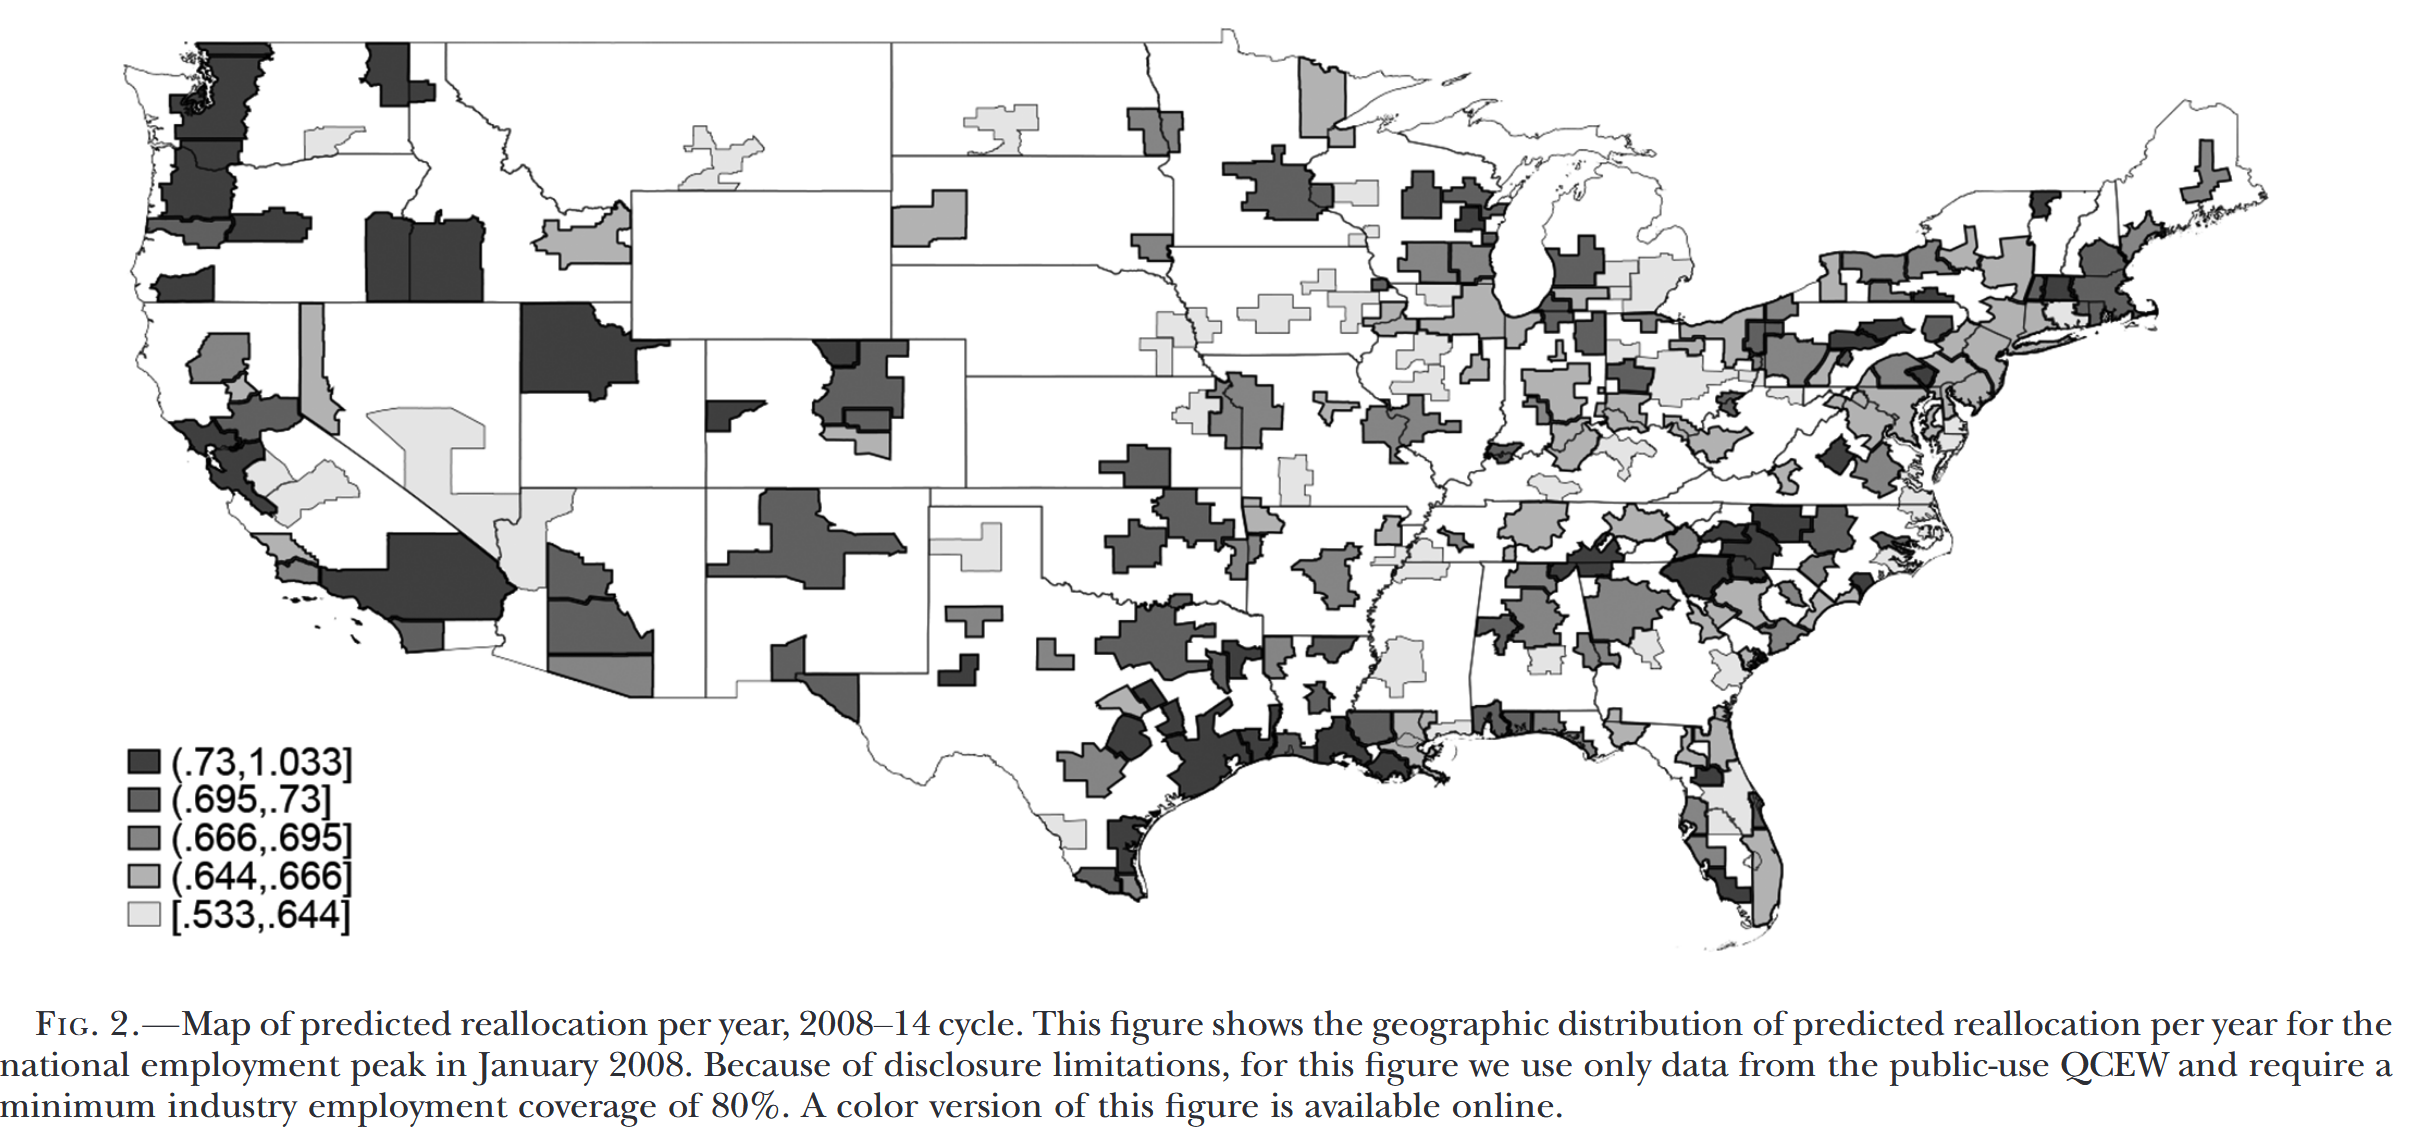 (.73,1.033]
(.695,.73]
(.666,.695]
(.644,.666]
[.533,.644]
FIG. 2.—Map of predicted reallocation per year, 2008–14 cycle. This figure shows the geographic distribution of predicted reallocation per year for the
national employment peak in January 2008. Because of disclosure limitations, for this figure we use only data from the public-use QCEW and require a
minimum industry employment coverage of 80%. A color version of this figure is available online.